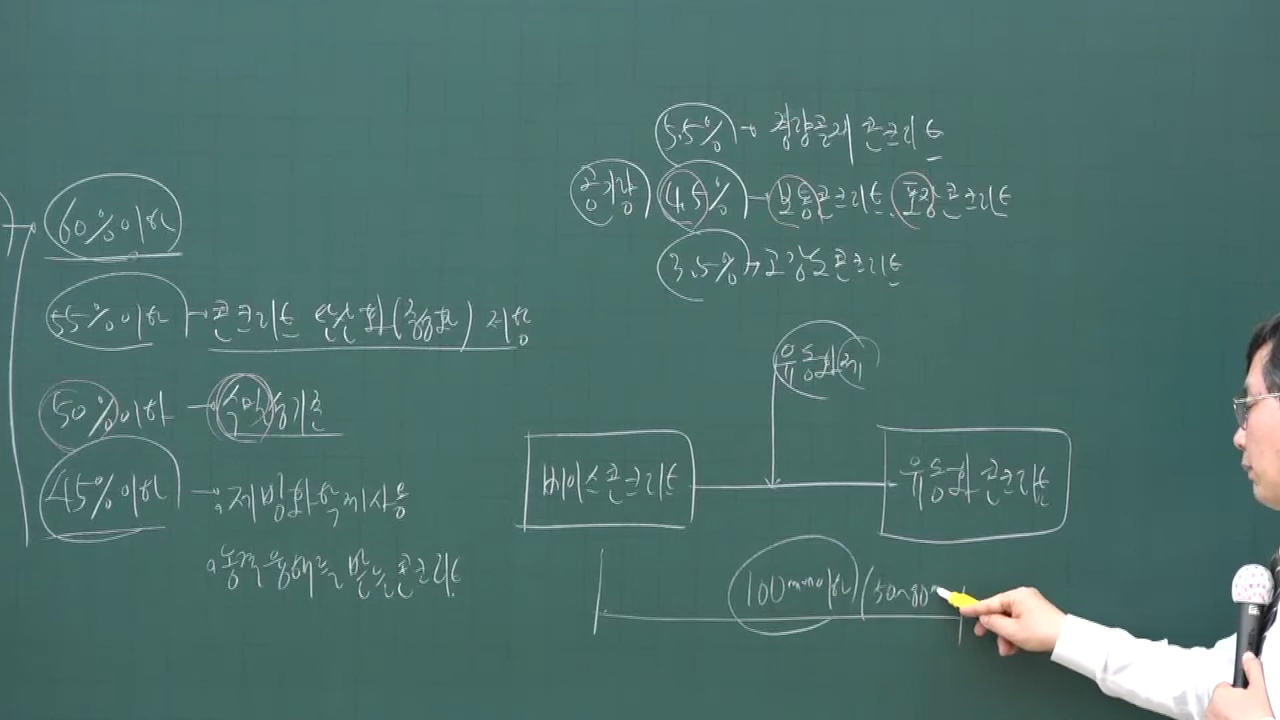 60%이하
55%이하 → 콘크리트 탄산화(중성화) 저항
50%이하 → 수밀성기준
45%이하 → 제빙화학제사용
동결융해를 받는콘크리트
5.5% → 경량골재 콘크리트
공기량 4.5% → 보통콘크리트, 포장콘크리트
3.5% → 고강도콘크리트
유동화제
베이스콘크리트
유동화 콘크리트
100mm이하 (50~80m